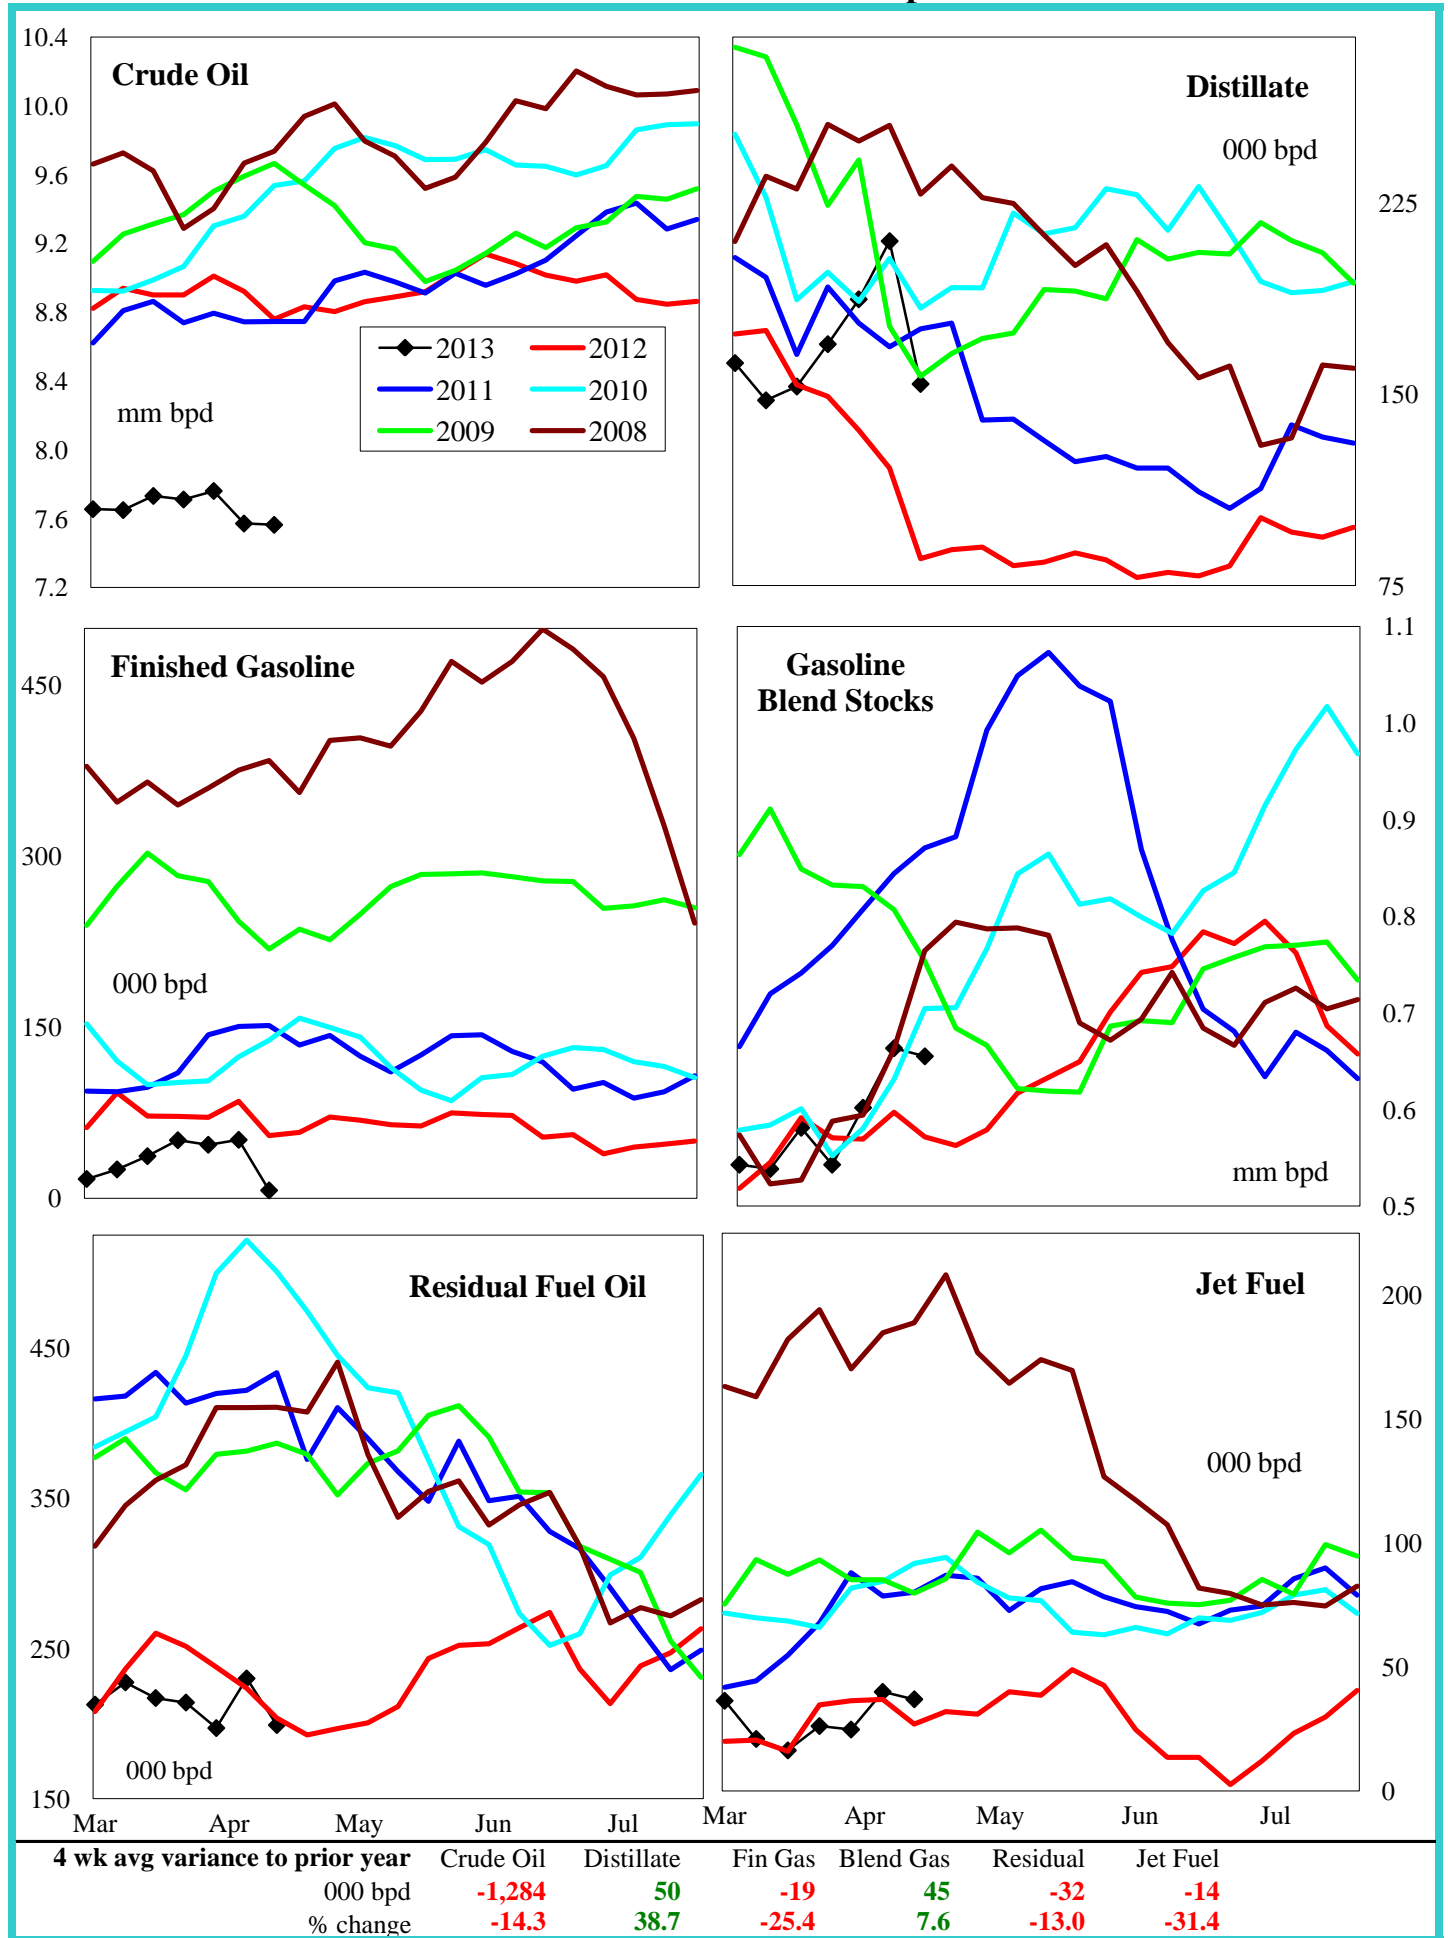 10.4
10.0
9.6
9.2
8.8
8.4
8.0
7.6
7.2
Crude Oil
mm bpd
2013
2012
2011
2010
2009
2008
Distillate
000 bpd
225
150
75
Finished Gasoline
000 bpd
450
300
150
0
Gasoline
Blend Stocks
mm bpd
1.1
1.0
0.9
0.8
0.7
0.6
0.5
Residual Fuel Oil
000 bpd
450
350
250
150
Mar Apr May Jun Jul
Jet Fuel
000 bpd
200
150
100
50
0
Mar Apr May Jun Jul
4 wk avg variance to prior year Crude Oil Distillate Fin Gas Blend Gas Residual Jet Fuel
000 bpd -1,284 50 -19 45 -32 -14
% change -14.3 38.7 -25.4 7.6 -13.0 -31.4